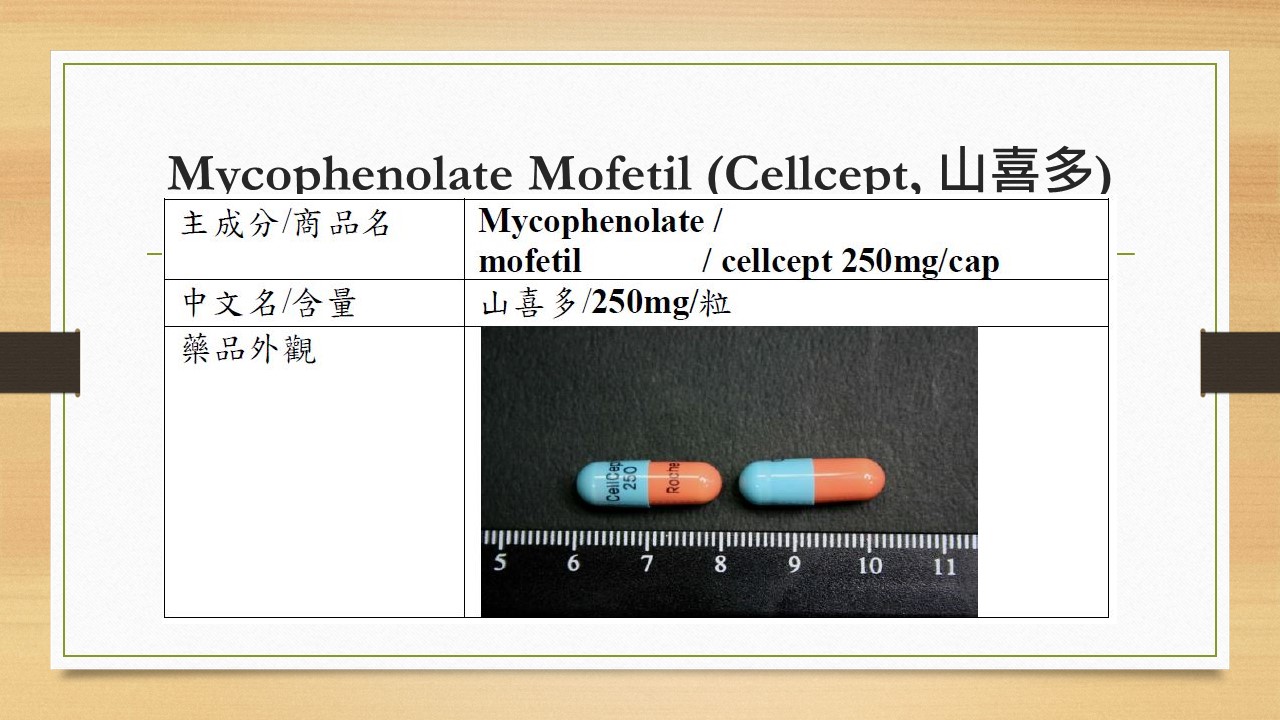 Mycophenolate Mofetil (Cellcept, 山喜多)
主成分/商品名
Mycophenolate /
mofetil / cellcept 250mg/cap
中文名/含量
山喜多/250mg/粒
藥品外觀
CellCept
250
Roche
5 6 7 8 9 10 11